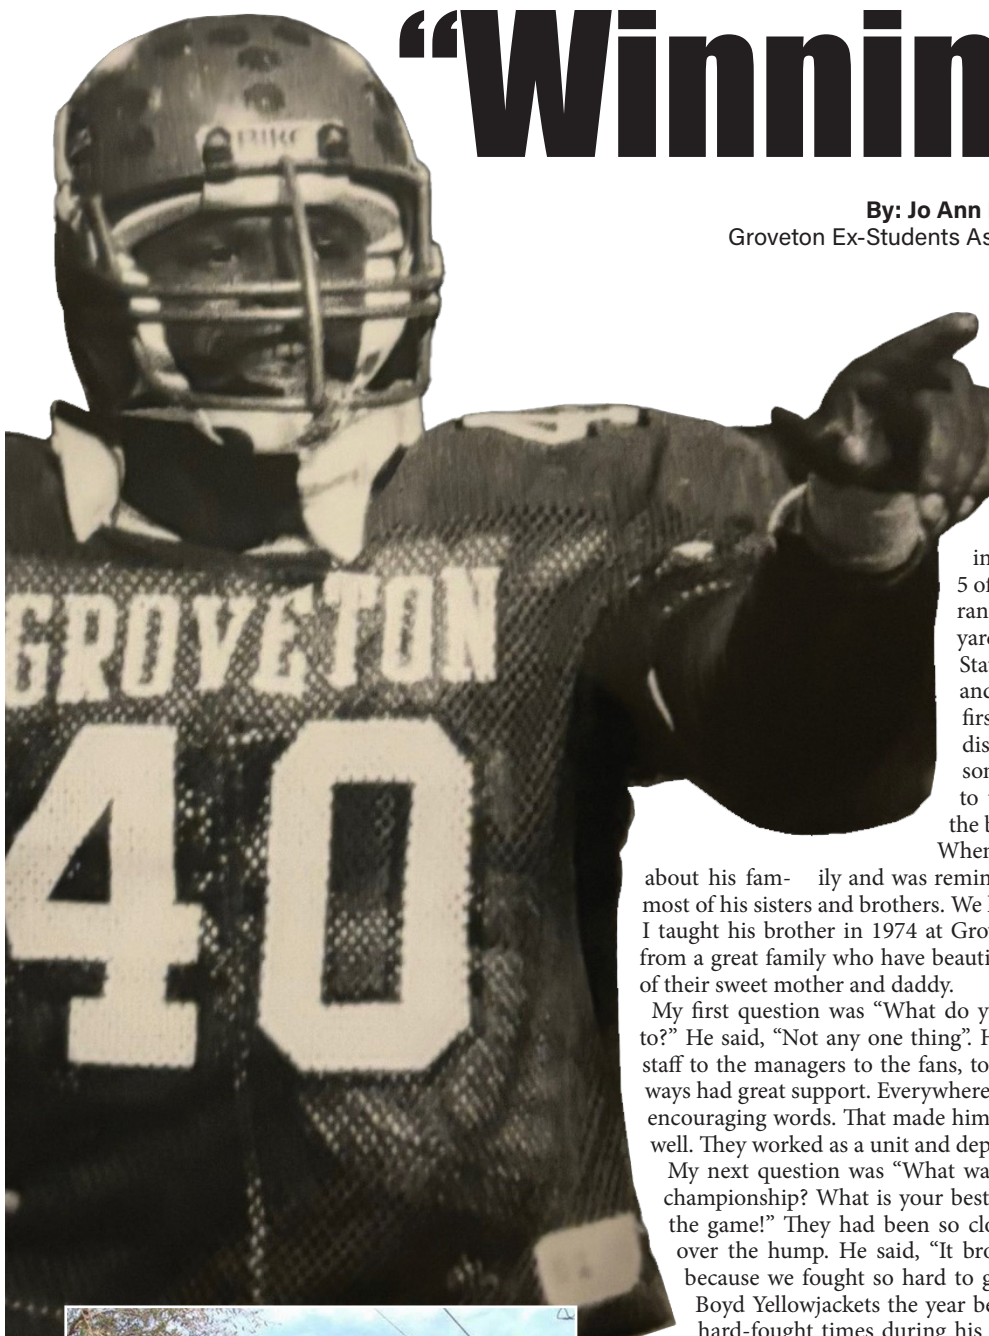 “Winnin
By: Jo Ann
Groveton Ex-Students As
BIKE
GROVETON
40
in
5 of
ran
yard
Sta
and
firs
dis
som
to
the b
When
about his fam- ily and was remin
most of his sisters and brothers. We
I taught his brother in 1974 at Grov
from a great family who have beauti
of their sweet mother and daddy.
My first question was “What do y
to?” He said, “Not any one thing”. H
staff to the managers to the fans, to
ways had great support. Everywhere
encouraging words. That made him
well. They worked as a unit and dep
My next question was “What wa
championship? What is your best
the game!” They had been so clo
over the hump. He said, “It bro
because we fought so hard to g
Boyd Yellowjackets the year be
hard-fought times during his